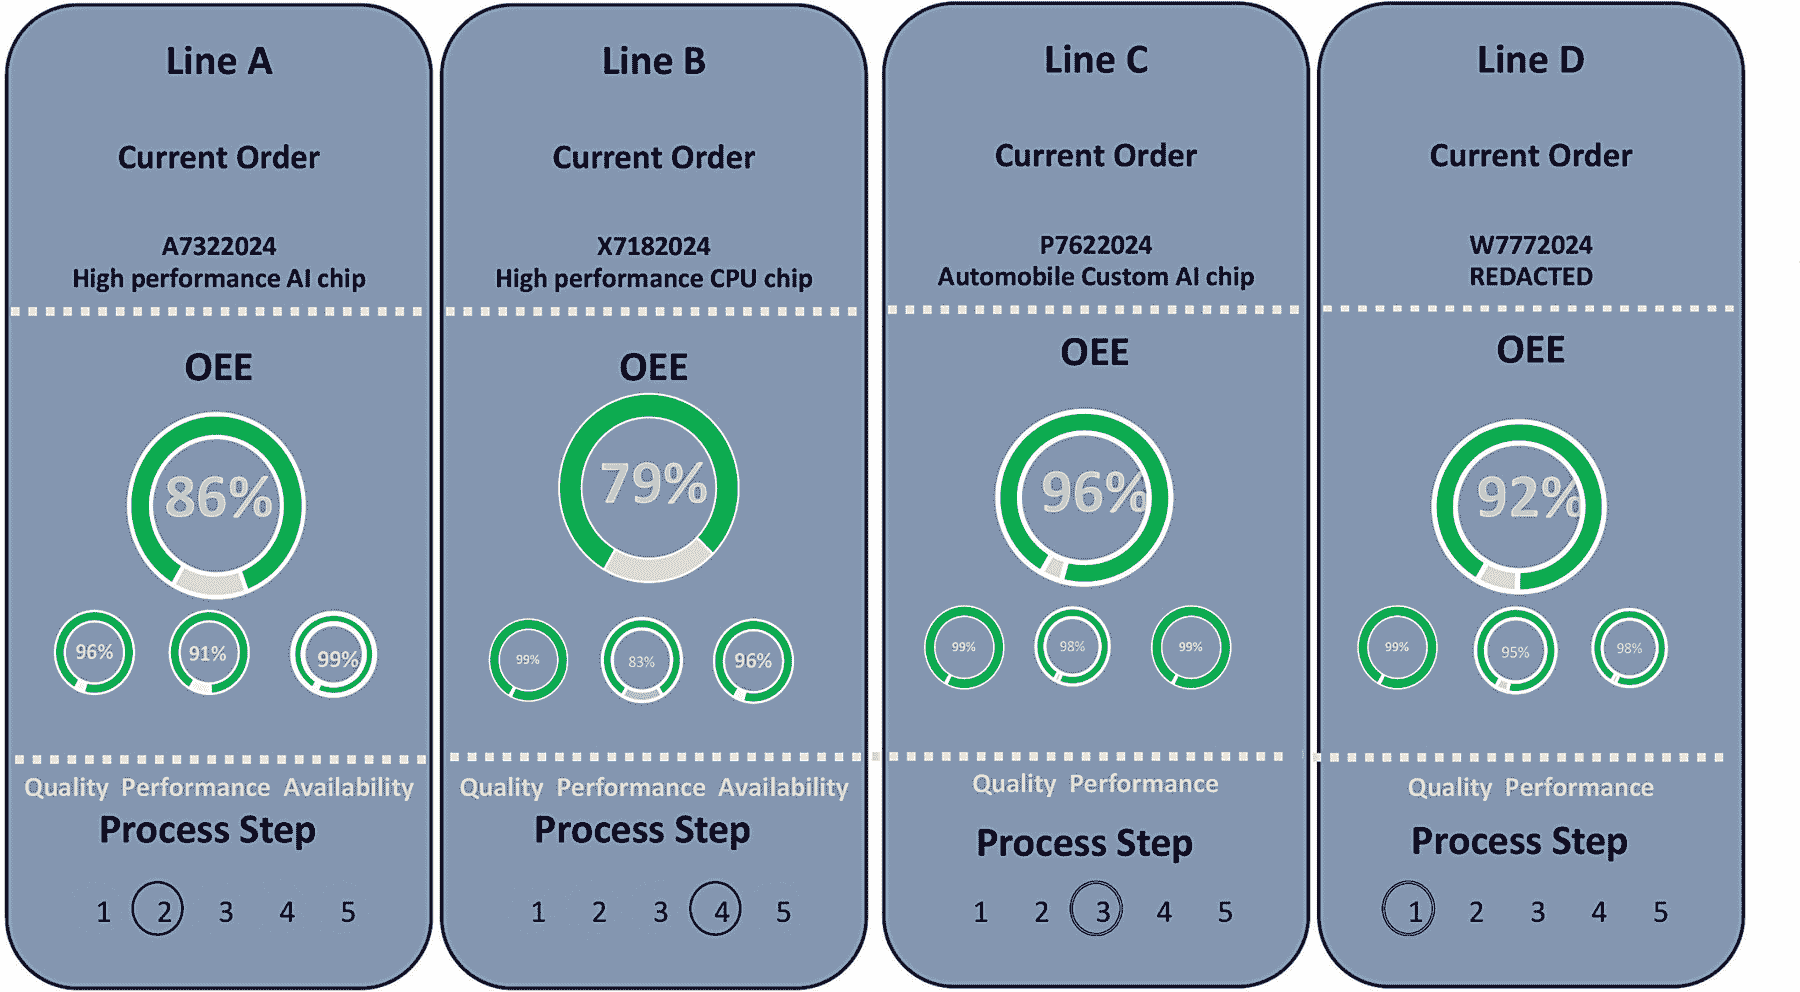 Line A
Current Order
A7322024
High performance AI chip
OEE
86%
96% 91% 99%
Quality Performance Availability
Process Step
1 2 3 4 5
Line B
Current Order
X7182024
High performance CPU chip
OEE
79%
99% 83% 96%
Quality Performance Availability
Process Step
1 2 3 4 5
Line C
Current Order
P7622024
Automobile Custom AI chip
OEE
96%
99% 98% 99%
Quality Performance
Process Step
1 2 3 4 5
Line D
Current Order
W7772024
REDACTED
OEE
92%
99% 95% 98%
Quality Performance
Process Step
1 2 3 4 5